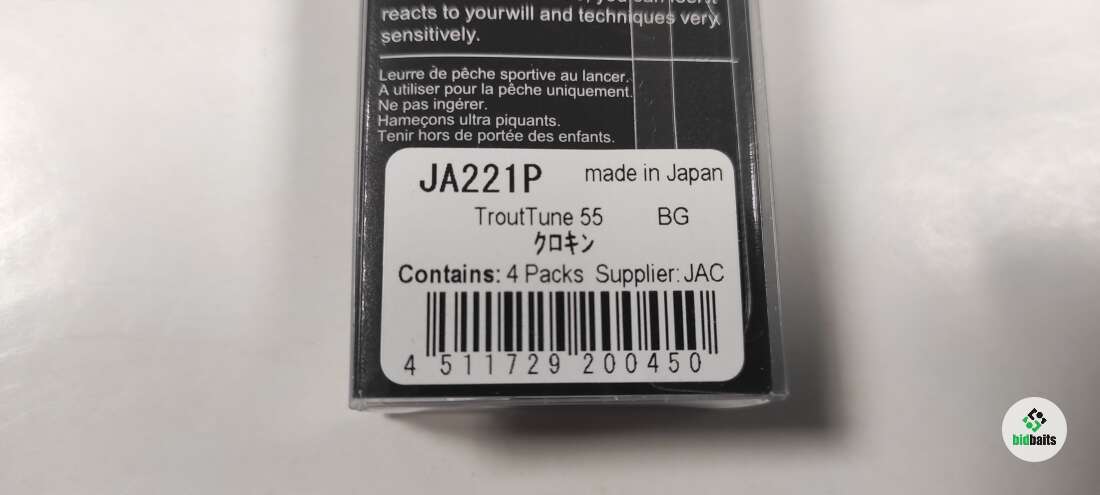 reacts to yourwill and techniques very
sensitively.
Leurre de pêche sportive au lancer.
A utiliser pour la pêche uniquement.
Ne pas ingérer.
Hameçons ultra piquants.
Tenir hors de portée des enfants.
JA221P made in Japan
TroutTune 55 BG
クロキン
Contains: 4 Packs Supplier: JAC
4 511729 200450
bidbaits